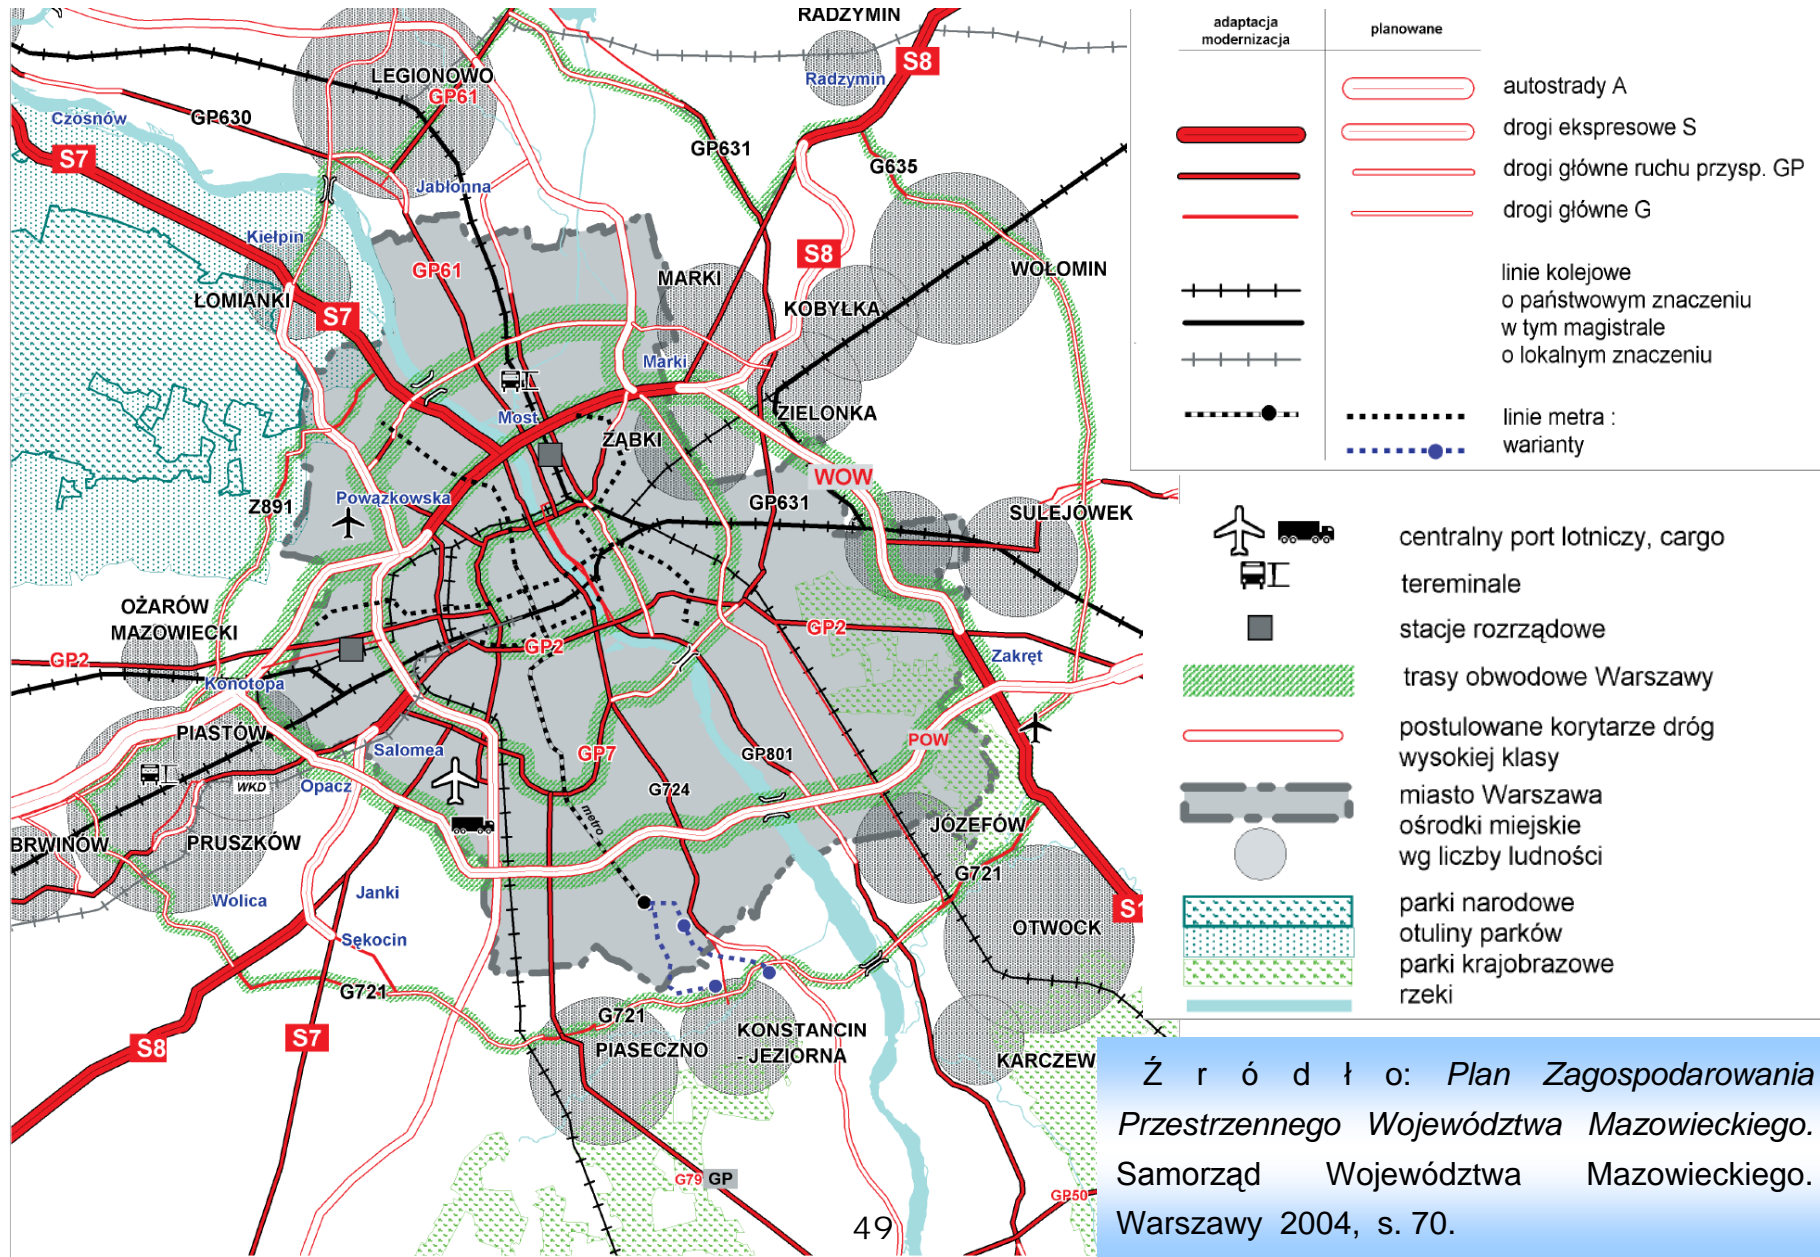 RADZYMIN
S8
Radzymin
LEGIONOWO
GP61
Czosnów
GP630
S7
GP631
G635
Jabłonna
Kiełpin
GP61
S8
MARKI
WOŁOMIN
ŁOMIANKI
S7
KOBYŁKA
Marki
Most
ZIELONKA
ZĄBKI
WOW
Powązkowska
Z891
GP631
SULEJÓWEK
OŻARÓW
MAZOWIECKI
GP2
GP2
GP2
Zakręt
Konotopa
PIASTÓW
Salomea
GP7
GP801
POW
WKD
Opacz
G724
metro
BRWINÓW
PRUSZKÓW
JÓZEFÓW
G721
Wolica
Janki
S1
Sękocin
OTWOCK
G721
G721
S8
S7
PIASECZNO
KONSTANCIN
- JEZIORNA
KARCZEW
G79 GP
GP50
49
adaptacja
modernizacja
planowane
autostrady A
drogi ekspresowe S
drogi główne ruchu przysp. GP
drogi główne G
linie kolejowe
o państwowym znaczeniu
w tym magistrale
o lokalnym znaczeniu
linie metra :
warianty
centralny port lotniczy, cargo
tereminale
stacje rozrządowe
trasy obwodowe Warszawy
postulowane korytarze dróg
wysokiej klasy
miasto Warszawa
ośrodki miejskie
wg liczby ludności
parki narodowe
otuliny parków
parki krajobrazowe
rzeki
Ź r ó d ł o: Plan Zagospodarowania
Przestrzennego Województwa Mazowieckiego.
Samorząd Województwa Mazowieckiego.
Warszawy 2004, s. 70.